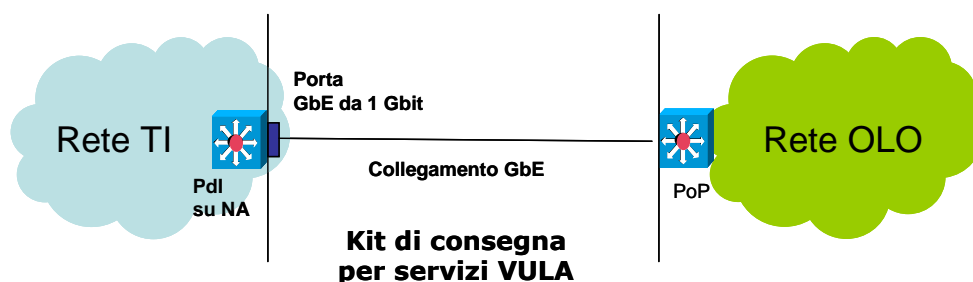 Porta
GbE da 1 Gbit
Rete TI
Rete OLO
Collegamento GbE
PdI
su NA
PoP
Kit di consegna
per servizi VULA